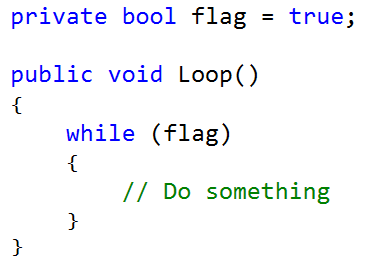 private bool flag = true;
public void Loop()
{
    while (flag)
    {
        // Do something
    }
}